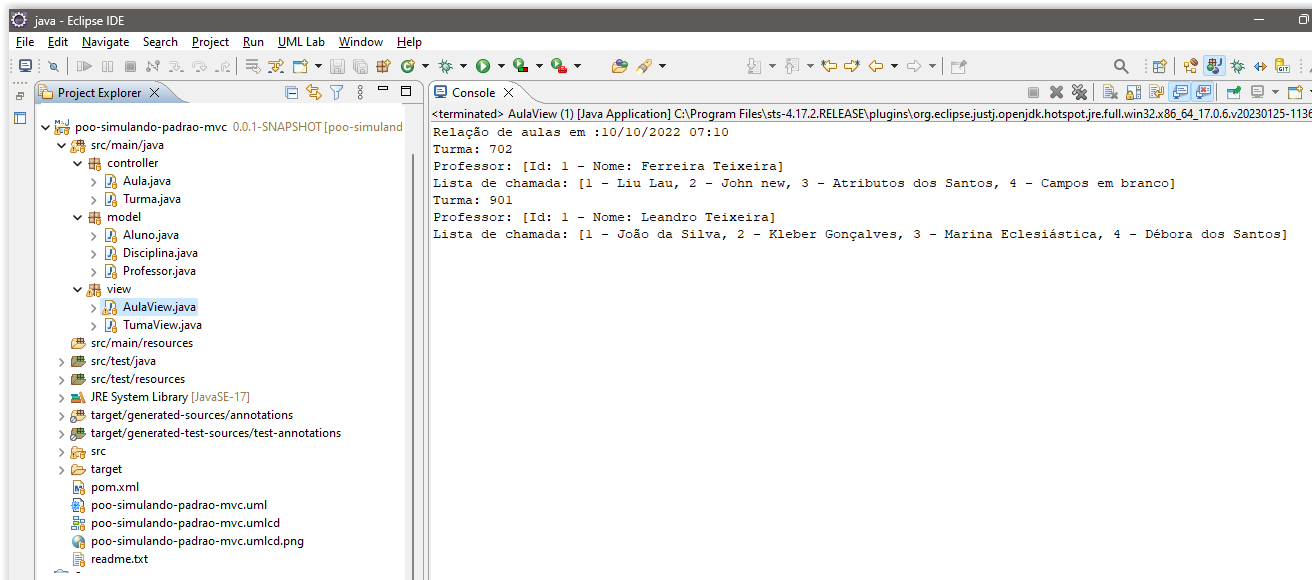 java - Eclipse IDE
File Edit Navigate Search Project Run UML Lab Window Help
Project Explorer
poo-simulando-padrao-mvc 0.0.1-SNAPSHOT [poo-simuland
src/main/java
controller
Aula.java
Turma.java
model
Aluno.java
Disciplina.java
Professor.java
view
AulaView.java
TumaView.java
src/main/resources
src/test/java
src/test/resources
JRE System Library [JavaSE-17]
target/generated-sources/annotations
target/generated-test-sources/test-annotations
src
target
pom.xml
poo-simulando-padrao-mvc.uml
poo-simulando-padrao-mvc.umlcd
poo-simulando-padrao-mvc.umlcd.png
readme.txt
Console
<terminated> AulaView (1) [Java Application] C:\Program Files\sts-4.17.2.RELEASE\plugins\org.eclipse.justj.openjdk.hotspot.jre.full.win32.x86_64_17.0.6.v20230125-1136
Relação de aulas em :10/10/2022 07:10
Turma: 702
Professor: [Id: 1 - Nome: Ferreira Teixeira]
Lista de chamada: [1 - Liu Lau, 2 - John new, 3 - Atributos dos Santos, 4 - Campos em branco]
Turma: 901
Professor: [Id: 1 - Nome: Leandro Teixeira]
Lista de chamada: [1 - João da Silva, 2 - Kleber Gonçalves, 3 - Marina Eclesiástica, 4 - Débora dos Santos]